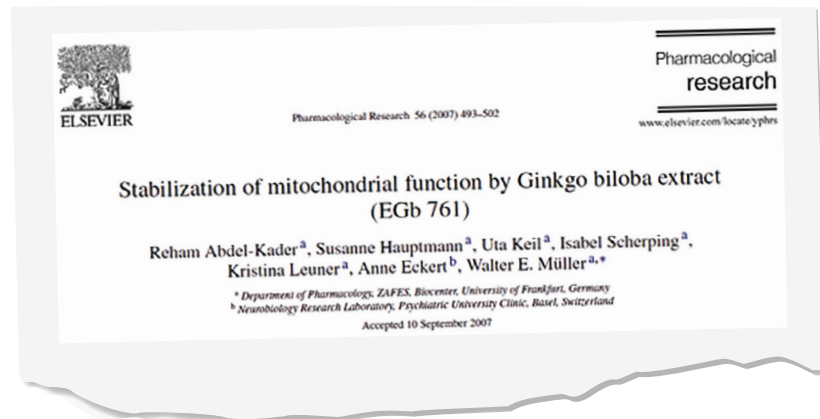 ELSEVIER
Pharmacological Research 56 (2007) 493–502
Pharmacological
research
www.elsevier.com/locate/yphrs
Stabilization of mitochondrial function by Ginkgo biloba extract
(EGb 761)
Reham Abdel-Kader a, Susanne Hauptmann a, Uta Keil a, Isabel Scherping a,
Kristina Leuner a, Anne Eckert b, Walter E. Müller a,*
a Department of Pharmacology, ZAFES, Biocenter, University of Frankfurt, Germany
b Neurobiology Research Laboratory, Psychiatric University Clinic, Basel, Switzerland
Accepted 10 September 2007